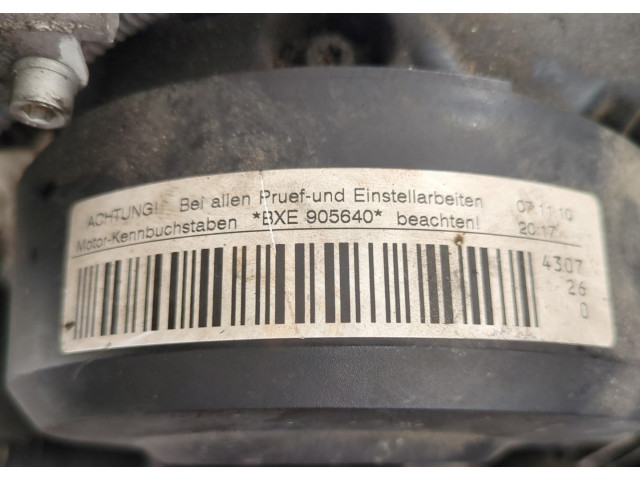 ACHTUNG! Bei allen Pruef-und Einstellarbeiten 07.11.10
Motor-Kennbuchstaben *BXE 905640* beachten! 20:17
4307
26
0